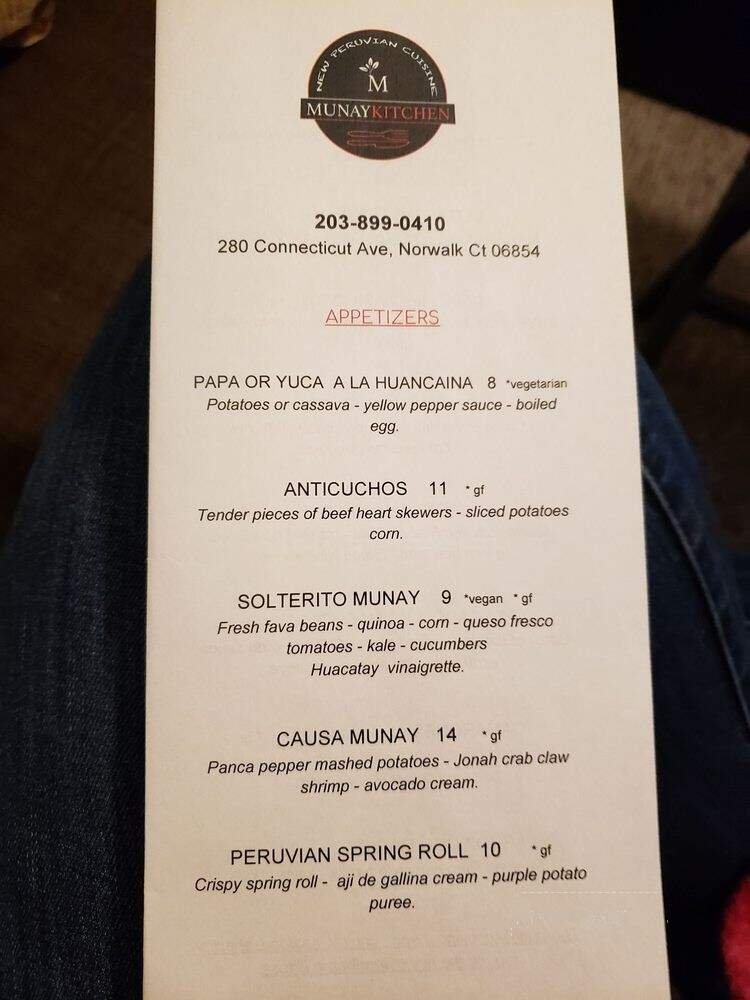 NEW PERUVIAN CUISINE
M
MUNAYKITCHEN
203-899-0410
280 Connecticut Ave, Norwalk Ct 06854
APPETIZERS
PAPA OR YUCA A LA HUANCAINA 8 *vegetarian
Potatoes or cassava - yellow pepper sauce - boiled
egg.
ANTICUCHOS 11 * gf
Tender pieces of beef heart skewers - sliced potatoes
corn.
SOLTERITO MUNAY 9 *vegan * gf
Fresh fava beans - quinoa - corn - queso fresco
tomatoes - kale - cucumbers
Huacatay vinaigrette.
CAUSA MUNAY 14 * gf
Panca pepper mashed potatoes - Jonah crab claw
shrimp - avocado cream.
PERUVIAN SPRING ROLL 10 * gf
Crispy spring roll - aji de gallina cream - purple potato
puree.